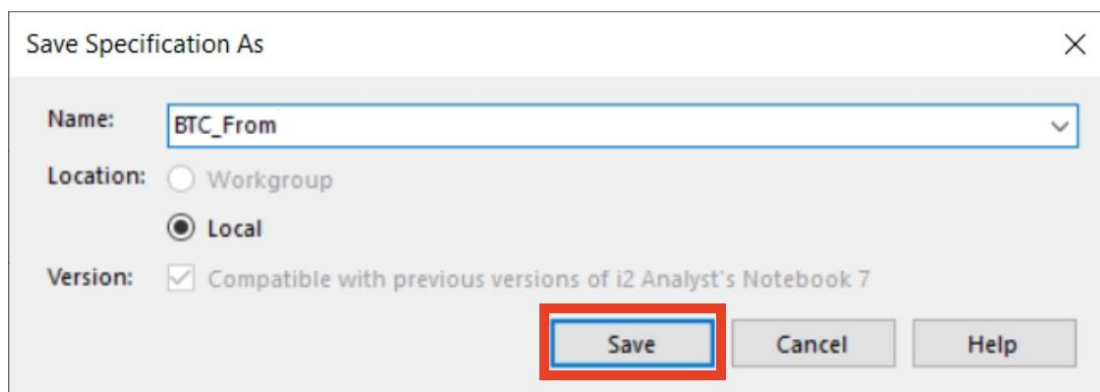 Save Specification As
Name: BTC_From
Location: Workgroup
Local
Version: Compatible with previous versions of i2 Analyst's Notebook 7
Save Cancel Help